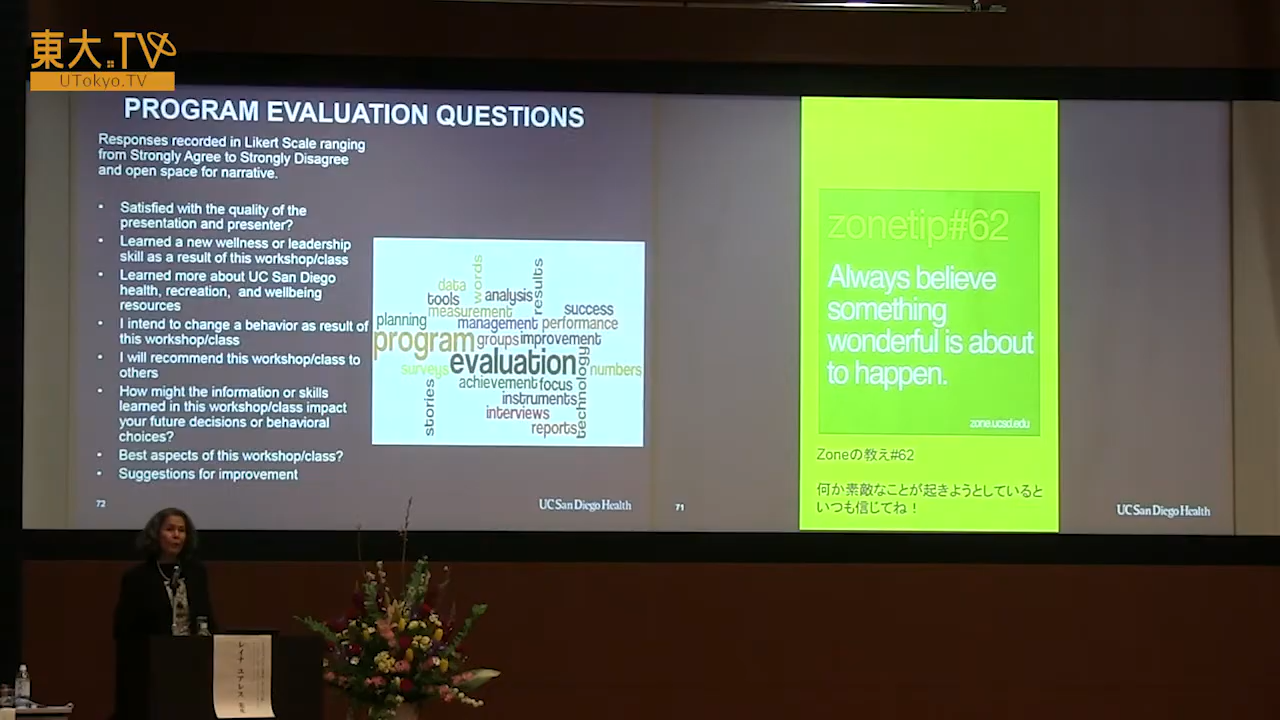 東大.TV
UTokyo.TV
PROGRAM EVALUATION QUESTIONS
Responses recorded in Likert Scale ranging
from Strongly Agree to Strongly Disagree
and open space for narrative.
• Satisfied with the quality of the
presentation and presenter?
• Learned a new wellness or leadership
skill as a result of this workshop/class
• Learned more about UC San Diego
health, recreation, and wellbeing
resources
• I intend to change a behavior as result of
this workshop/class
• I will recommend this workshop/class to
others
• How might the information or skills
learned in this workshop/class impact
your future decisions or behavioral
choices?
• Best aspects of this workshop/class?
• Suggestions for improvement
data
words
results
tools
analysis
measurement
success
planning
management
performance
program
groups
improvement
evaluation
surveys
numbers
achievement
focus
technology
stories
instruments
interviews
reports
72
UC San Diego Health
zonetip#62
Always believe
something
wonderful is about
to happen.
zone.ucsd.edu
Zoneの教え#62
何か素敵なことが起きようとしていると
いつも信じてね！
71
UC San Diego Health
レイナ ユアレス